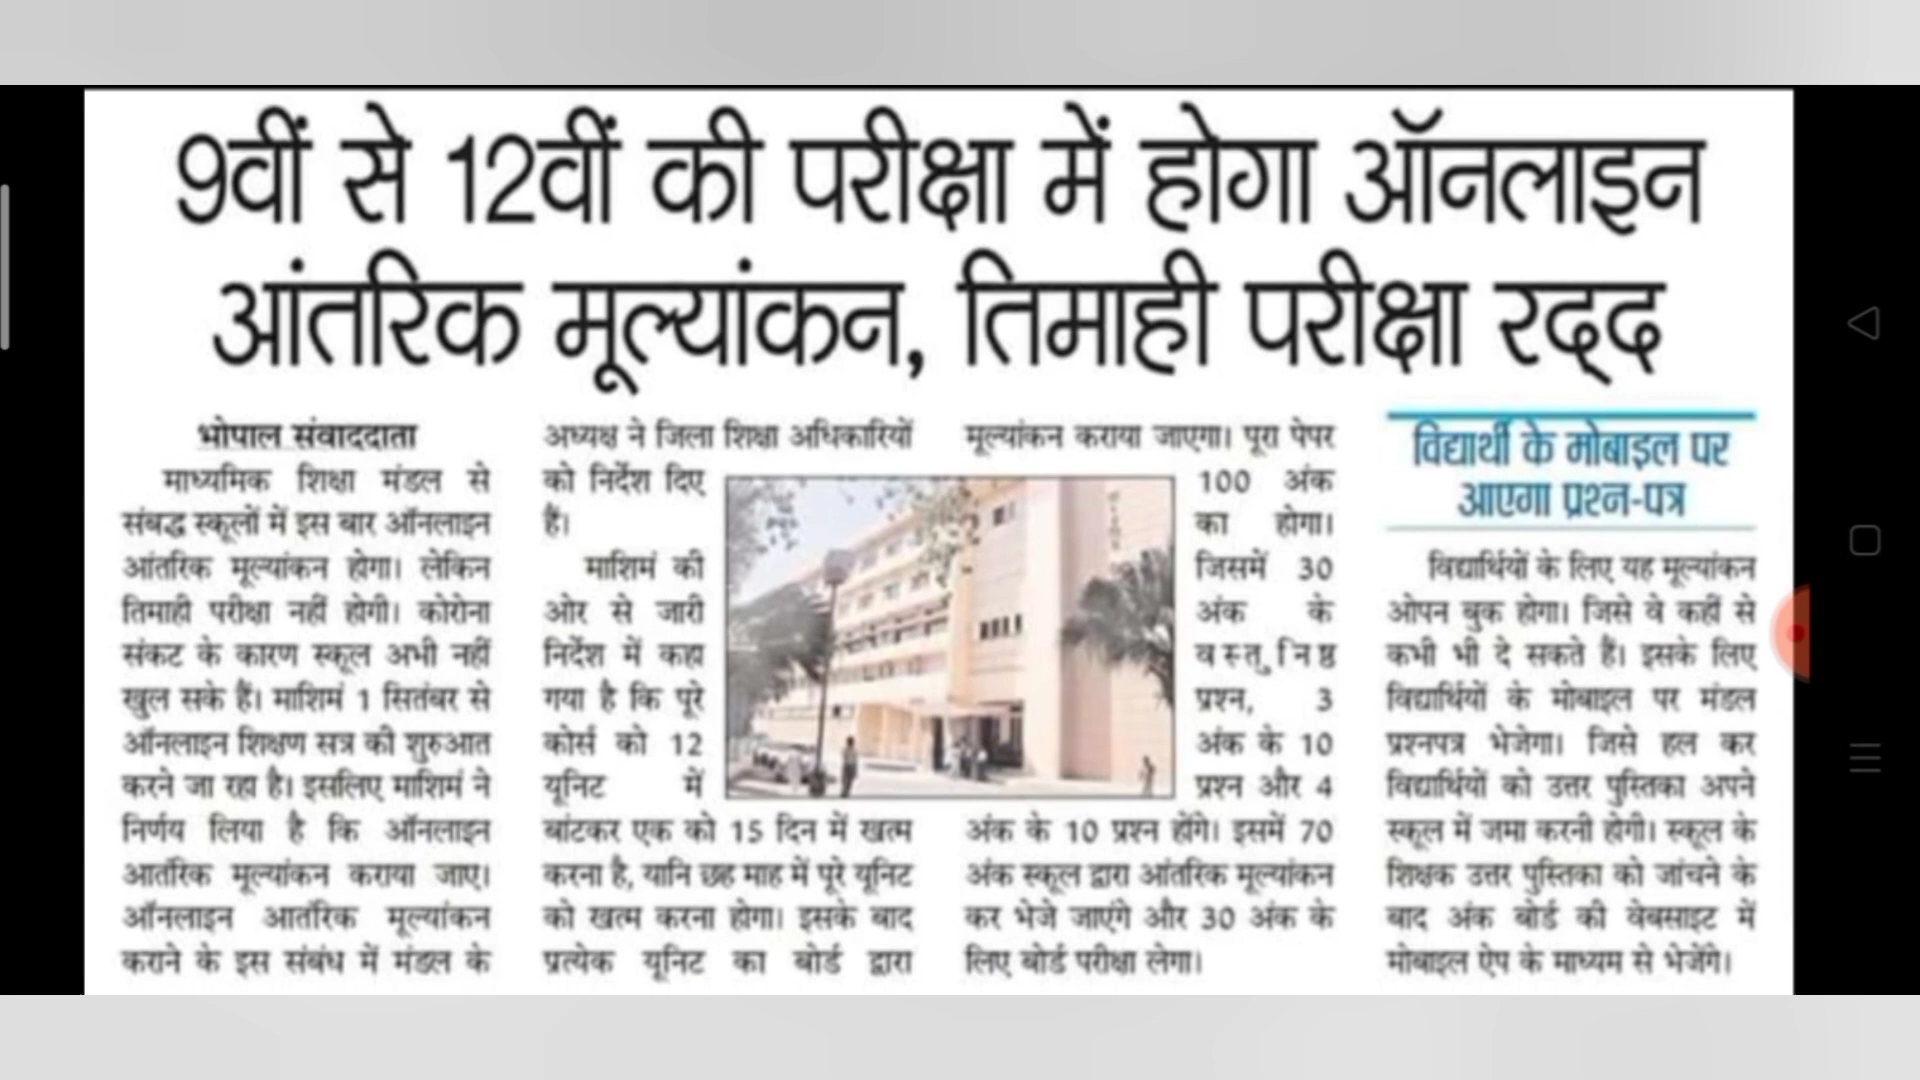 9वीं से 12वीं की परीक्षा में होगा ऑनलाइन
आंतरिक मूल्यांकन, तिमाही परीक्षा रद्द
भोपाल संवाददाता
माध्यमिक शिक्षा मंडल से
संबद्ध स्कूलों में इस बार ऑनलाइन
आंतरिक मूल्यांकन होगा। लेकिन
तिमाही परीक्षा नहीं होगी। कोरोना
संकट के कारण स्कूल अभी नहीं
खुल सके हैं। माशिमं 1 सितंबर से
ऑनलाइन शिक्षण सत्र की शुरुआत
करने जा रहा है। इसलिए माशिमं ने
निर्णय लिया है कि ऑनलाइन
आतंरिक मूल्यांकन कराया जाए।
ऑनलाइन आतंरिक मूल्यांकन
कराने के इस संबंध में मंडल के
अध्यक्ष ने जिला शिक्षा अधिकारियों
को निर्देश दिए
हैं।
माशिमं की
ओर से जारी
निर्देश में कहा
गया है कि पूरे
कोर्स को 12
यूनिट में
बांटकर एक को 15 दिन में खत्म
करना है, यानि छह माह में पूरे यूनिट
को खत्म करना होगा। इसके बाद
प्रत्येक यूनिट का बोर्ड द्वारा
मूल्यांकन कराया जाएगा। पूरा पेपर
100 अंक
का होगा।
जिसमें 30
अंक के
वस्तुनिष्ठ
प्रश्न, 3
अंक के 10
प्रश्न और 4
अंक के 10 प्रश्न होंगे। इसमें 70
अंक स्कूल द्वारा आंतरिक मूल्यांकन
कर भेजे जाएंगे और 30 अंक के
लिए बोर्ड परीक्षा लेगा।
विद्यार्थी के मोबाइल पर
आएगा प्रश्न-पत्र
विद्यार्थियों के लिए यह मूल्यांकन
ओपन बुक होगा। जिसे वे कहीं से
कभी भी दे सकते हैं। इसके लिए
विद्यार्थियों के मोबाइल पर मंडल
प्रश्नपत्र भेजेगा। जिसे हल कर
विद्यार्थियों को उत्तर पुस्तिका अपने
स्कूल में जमा करनी होगी। स्कूल के
शिक्षक उत्तर पुस्तिका को जांचने के
बाद अंक बोर्ड की वेबसाइट में
मोबाइल ऐप के माध्यम से भेजेंगे।